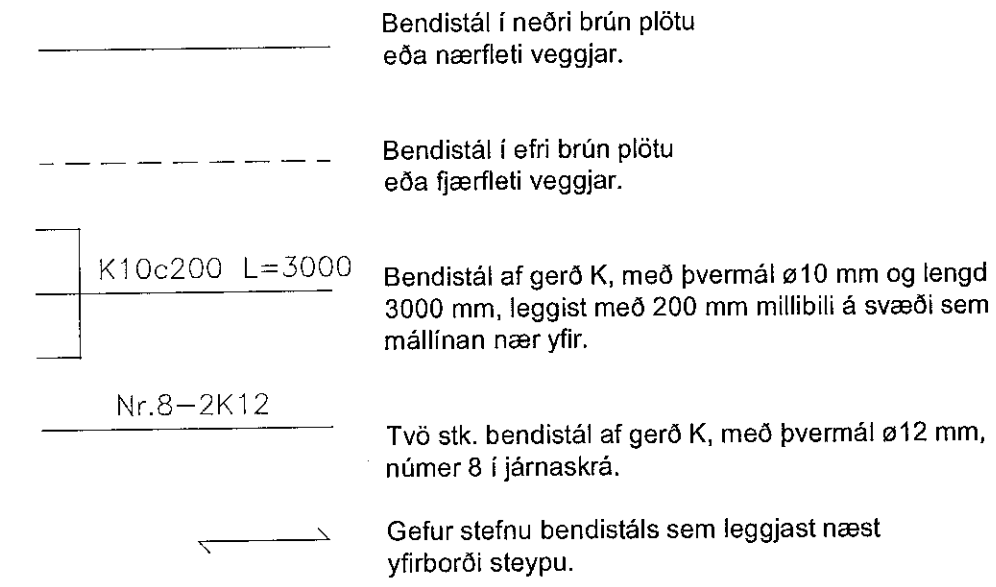 Bendistál í neðri brún plötu
eða nærfleti veggjar.
Bendistál í efri brún plötu
eða fjærfleti veggjar.
K10c200 L=3000
Bendistál af gerð K, með þvermál ø10 mm og lengd
3000 mm, leggist með 200 mm millibili á svæði sem
mállínan nær yfir.
Nr.8-2K12
Tvö stk. bendistál af gerð K, með þvermál ø12 mm,
númer 8 í járnaskrá.
Gefur stefnu bendistáls sem leggjast næst
yfirborði steypu.